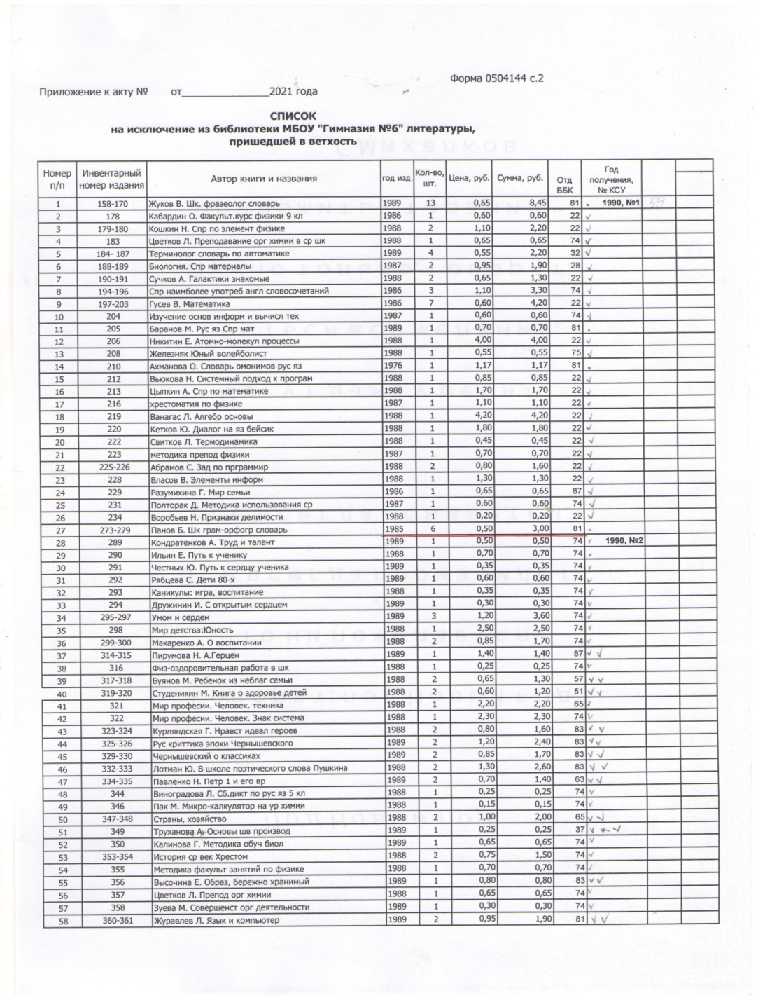 Форма 0504144 с.2
Приложение к акту № от________________2021 года
СПИСОК
на исключение из библиотеки МБОУ "Гимназия №6" литературы,
пришедшей в ветхость
Номер п/п Инвентарный номер издания Автор книги и названия год изд. Кол-во, шт. Цена, руб. Сумма, руб. Отд ББК Год получения, № КСУ
1 158-170 Жуков В. Шк. фразеолог словарь 1989 13 0,65 8,45 81 1990, №1 59
2 178 Кабардин О. Факульт.курс физики 9 кл 1986 1 0,60 0,60 22
3 179-180 Кошкин Н. Спр по элемент физике 1988 2 1,10 2,20 22
4 183 Цветков Л. Преподавание орг химии в ср шк 1988 1 0,65 0,65 74
5 184- 187 Терминолог словарь по автоматике 1989 4 0,55 2,20 32
6 188-189 Биология. Спр материалы 1987 2 0,95 1,90 28
7 190-191 Сучков А. Галактики знакомые 1988 2 0,65 1,30 22
8 194-196 Спр наимболее употреб англ словосочетаний 1986 3 1,10 3,30 74
9 197-203 Гусев В. Математика 1986 7 0,60 4,20 22
10 204 Изучение основ информ и вычисл тех 1987 1 0,60 0,60 74
11 205 Баранов М. Рус яз Спр мат 1989 1 0,70 0,70 81
12 206 Никитин Е. Атомно-молекул процессы 1988 1 4,00 4,00 22
13 208 Железняк Юный волейболист 1988 1 0,55 0,55 75
14 210 Ахманова О. Словарь омонимов рус яз 1976 1 1,17 1,17 81
15 212 Вьюкова Н. Системный подход к програм 1988 1 0,85 0,85 22
16 213 Цыпкин А. Спр по математике 1988 1 1,70 1,70 22
17 216 хрестоматия по физике 1987 1 1,10 1,10 22
18 219 Ванагас Л. Алгебр основы 1988 1 4,20 4,20 22
19 220 Кетков Ю. Диалог на яз бейсик 1988 1 1,80 1,80 22
20 222 Свитков Л. Термодинамика 1988 1 0,45 0,45 22
21 223 методика препод физики 1987 1 0,70 0,70 22
22 225-226 Абрамов С. Зад по прграммир 1988 2 0,80 1,60 22
23 228 Власов В. Элементы информ 1988 1 1,30 1,30 22
24 229 Разумихина Г. Мир семьи 1986 1 0,65 0,65 87
25 231 Полторак Д. Методика использования ср 1987 1 0,60 0,60 74
26 234 Воробьев Н. Признаки делимости 1988 1 0,20 0,20 22
27 273-279 Панов Б. Шк грам-орфогр словарь 1985 6 0,50 3,00 81
28 289 Кондратенков А. Труд и талант 1989 1 0,50 0,50 74 1990, №2
29 290 Ильин Е. Путь к ученику 1988 1 0,70 0,70 74
30 291 Честных Ю. Путь к сердцу ученика 1989 1 0,35 0,35 74
31 292 Рябцева С. Дети 80-х 1989 1 0,60 0,60 74
32 293 Каникулы: игра, воспитание 1988 1 0,35 0,35 74
33 294 Дружинин И. С открытым сердцем 1989 1 0,30 0,30 74
34 295-297 Умом и сердем 1989 3 1,20 3,60 74
35 298 Мир детства:Юность 1988 1 2,50 2,50 74
36 299-300 Макаренко А. О воспитании 1988 2 0,85 1,70 74
37 314-315 Пирумова Н. А.Герцен 1989 1 1,40 1,40 87
38 316 Физ-оздоровительная работа в шк 1988 1 0,25 0,25 74
39 317-318 Буянов М. Ребенок из неблаг семьи 1988 2 0,65 1,30 57
40 319-320 Студеникин М. Книга о здоровье детей 1988 2 0,60 1,20 51
41 321 Мир професии. Человек. техника 1988 1 2,20 2,20 65
42 322 Мир професии. Человек. Знак система 1988 1 2,30 2,30 74
43 323-324 Курляндская Г. Нравст идеал героев 1988 2 0,80 1,60 83
44 325-326 Рус криттика эпохи Чернышевского 1989 2 1,20 2,40 83
45 329-330 Чернышевский о классиках 1989 2 0,85 1,70 83
46 332-333 Лотман Ю. В школе поэтического слова Пушкина 1988 2 1,30 2,60 83
47 334-335 Павленко Н. Петр 1 и его вр 1989 2 0,70 1,40 63
48 344 Виноградова Л. Сб.дикт по рус яз 5 кл 1988 1 0,25 0,25 74
49 346 Пак М. Микро-калкулятор на ур химии 1988 1 0,15 0,15 74
50 347-348 Страны, хозяйство 1988 2 1,00 2,00 65
51 349 Труханова А. Основы шв производ 1989 1 0,25 0,25 37
52 350 Калинова Г. Методика обуч биол 1989 1 0,65 0,65 74
53 353-354 История ср век Хрестом 1988 2 0,75 1,50 74
54 355 Методика факульт занятий по физике 1988 1 0,70 0,70 74
55 356 Высочина Е. Образ, бережно хранимый 1989 1 0,80 0,80 83
56 357 Цветков Л. Препод орг химии 1988 1 0,65 0,65 74
57 358 Зуева М. Совершенст орг деятельности 1989 1 0,30 0,30 74
58 360-361 Журавлев Л. Язык и компьютер 1989 2 0,95 1,90 81